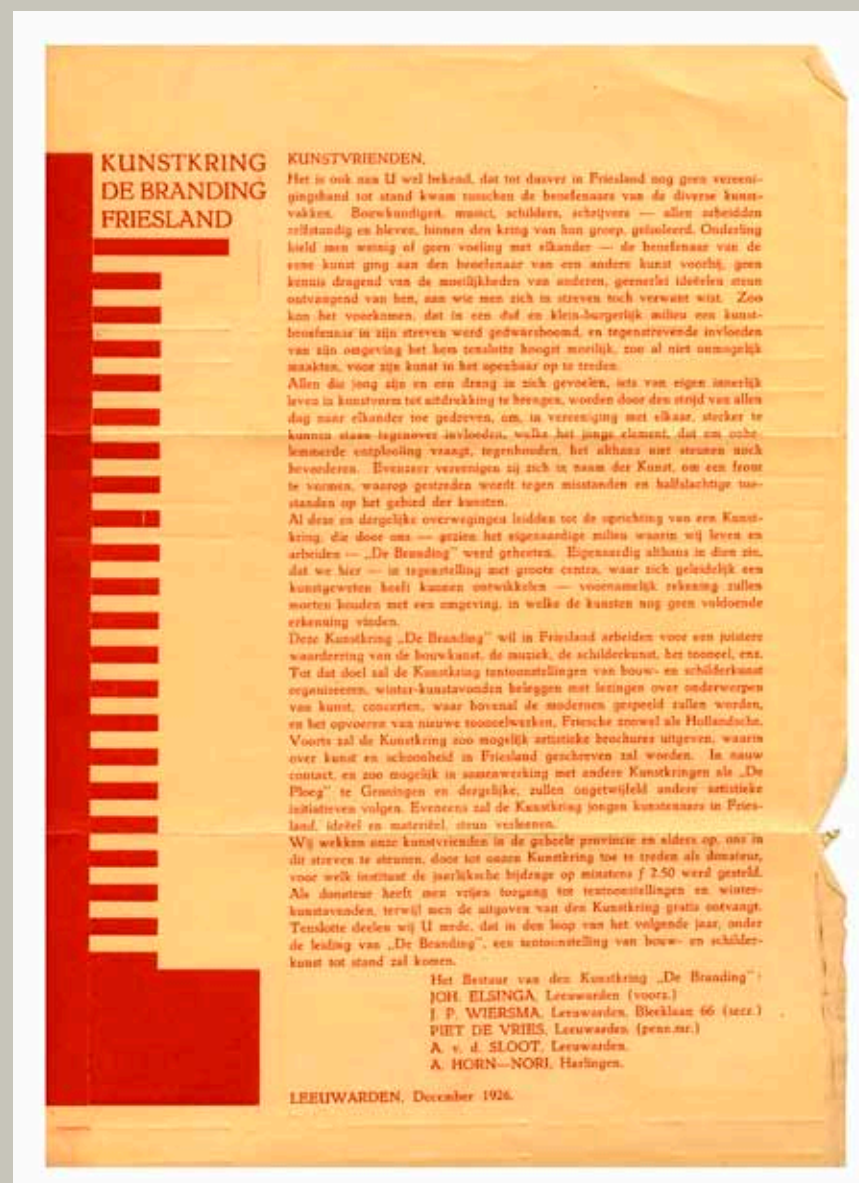 KUNSTKRING
DE BRANDING
FRIESLAND
KUNSTVRIENDEN,
Het is ook aan U wel bekend, dat tot dusver in Friesland nog geen vereeni-
gingsband tot stand kwam tusschen de beoefenaars van de diverse kunst-
vakken. Bouwkundigen, musici, schilders, schrijvers — allen arbeidden
zelfstandig en bleven, binnen den kring van hun groep, geïsoleerd. Onderling
hield men weinig of geen voeling met elkander — de beoefenaar van de
eene kunst ging aan den beoefenaar van een andere kunst voorbij, geen
kennis dragend van de moeilijkheden van anderen, geenerlei ideëelen steun
ontvangend van hen, aan wie men zich in streven toch verwant wist. Zoo
kon het voorkomen, dat in een duf en klein-burgerlijk milieu een kunst-
beoefenaar in zijn streven werd gedwarsboomd, en tegenstrevende invloeden
van zijn omgeving het hem tenslotte hoogst moeilijk, zoo al niet onmogelijk
maakten, voor zijn kunst in het openbaar op te treden.
Allen die jong zijn en een drang in zich gevoelen, iets van eigen innerlijk
leven in kunstvorm tot uitdrukking te brengen, worden door den strijd van allen
dag naar elkander toe gedreven, om, in vereeniging met elkaar, sterker te
kunnen staan tegenover invloeden, welke het jonge element, dat om onbe-
lemmerde ontplooiing vraagt, tegenhouden, het althans niet steunen noch
bevorderen. Evenzeer vereenigen zij zich in naam der Kunst, om een front
te vormen, waarop gestreden wordt tegen misstanden en halfslachtige toe-
standen op het gebied der kunsten.
Al deze en dergelijke overwegingen leidden tot de oprichting van een Kunst-
kring, die door ons — gezien het eigenaardige milieu waarin wij leven en
arbeiden — „De Branding” werd geheeten. Eigenaardig althans in dien zin,
dat we hier — in tegenstelling met groote centra, waar zich geleidelijk een
kunstgeweten heeft kunnen ontwikkelen — voornamelijk rekening zullen
moeten houden met een omgeving, in welke de kunsten nog geen voldoende
erkenning vinden.
Deze Kunstkring „De Branding” wil in Friesland arbeiden voor een juistere
waardeering van de bouwkunst, de muziek, de schilderkunst, het tooneel, enz.
Tot dat doel zal de Kunstkring tentoonstellingen van bouw- en schilderkunst
organiseeren, winter-kunstavonden beleggen met lezingen over onderwerpen
van kunst, concerten, waar bovenal de modernen gespeeld zullen worden,
en het opvoeren van nieuwe tooneelwerken, Friesche zoowel als Hollandsche.
Voorts zal de Kunstkring zoo mogelijk artistieke brochures uitgeven, waarin
over kunst en schoonheid in Friesland geschreven zal worden. In nauw
contact, en zoo mogelijk in samenwerking met andere Kunstkringen als „De
Ploeg” te Groningen en dergelijke, zullen ongetwijfeld andere artistieke
initiatieven volgen. Eveneens zal de Kunstkring jongen kunstenaars in Fries-
land, ideëel en materiëel, steun verleenen.
Wij wekken onze kunstvrienden in de geheele provincie en elders op, ons in
dit streven te steunen, door tot onzen Kunstkring toe te treden als donateur,
voor welk instituut de jaarlijksche bijdrage op minstens ƒ 2.50 werd gesteld.
Als donateur heeft men vrijen toegang tot tentoonstellingen en winter-
kunstavonden, terwijl men de uitgaven van den Kunstkring gratis ontvangt.
Tenslotte deelen wij U mede, dat in den loop van het volgende jaar, onder
de leiding van „De Branding”, een tentoonstelling van bouw- en schilder-
kunst tot stand zal komen.
Het Bestuur van den Kunstkring „De Branding”:
JOH. ELSINGA, Leeuwarden (voorz.)
J. P. WIERSMA, Leeuwarden, Bleeklaan 66 (secr.)
PIET DE VRIES, Leeuwarden, (penn.mr.)
A. v. d. SLOOT, Leeuwarden.
A. HORN—NORI, Harlingen.
LEEUWARDEN, December 1926.